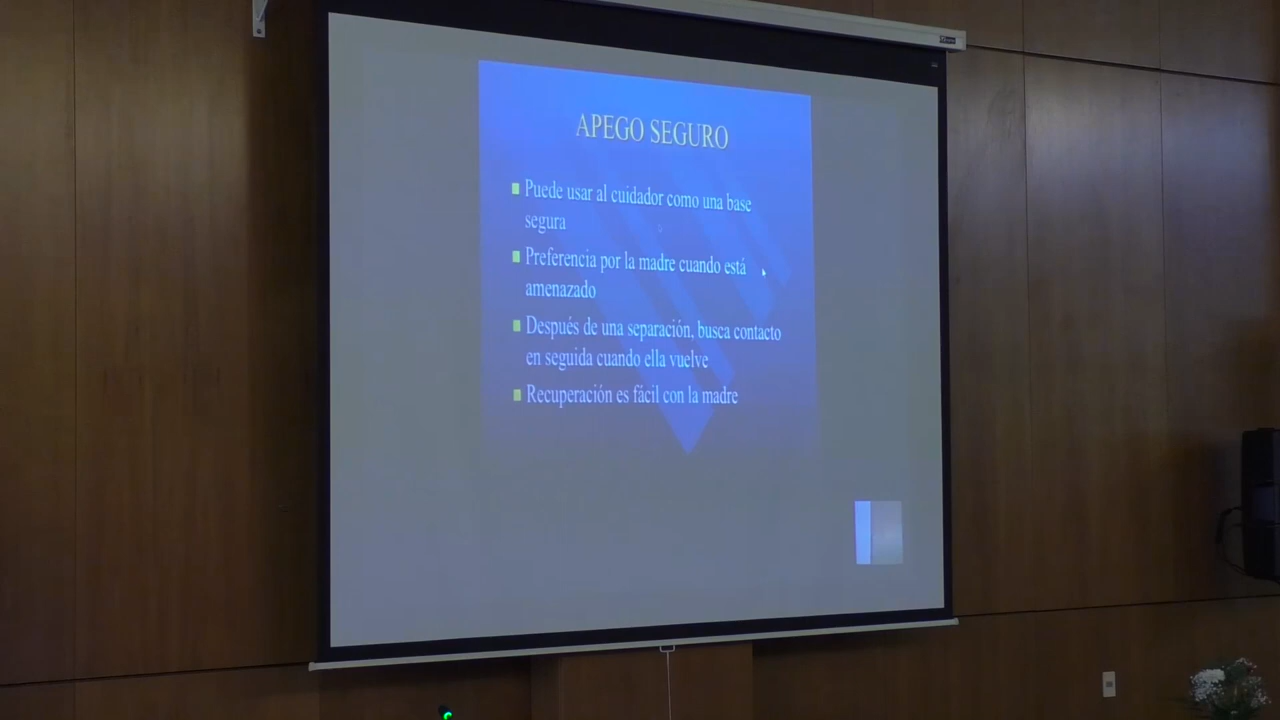 APEGO SEGURO
Puede usar al cuidador como una base
segura
Preferencia por la madre cuando está
amenazado
Después de una separación, busca contacto
en seguida cuando ella vuelve
Recuperación es fácil con la madre